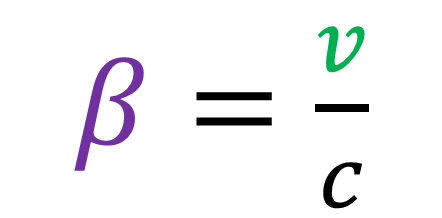 β = v/c